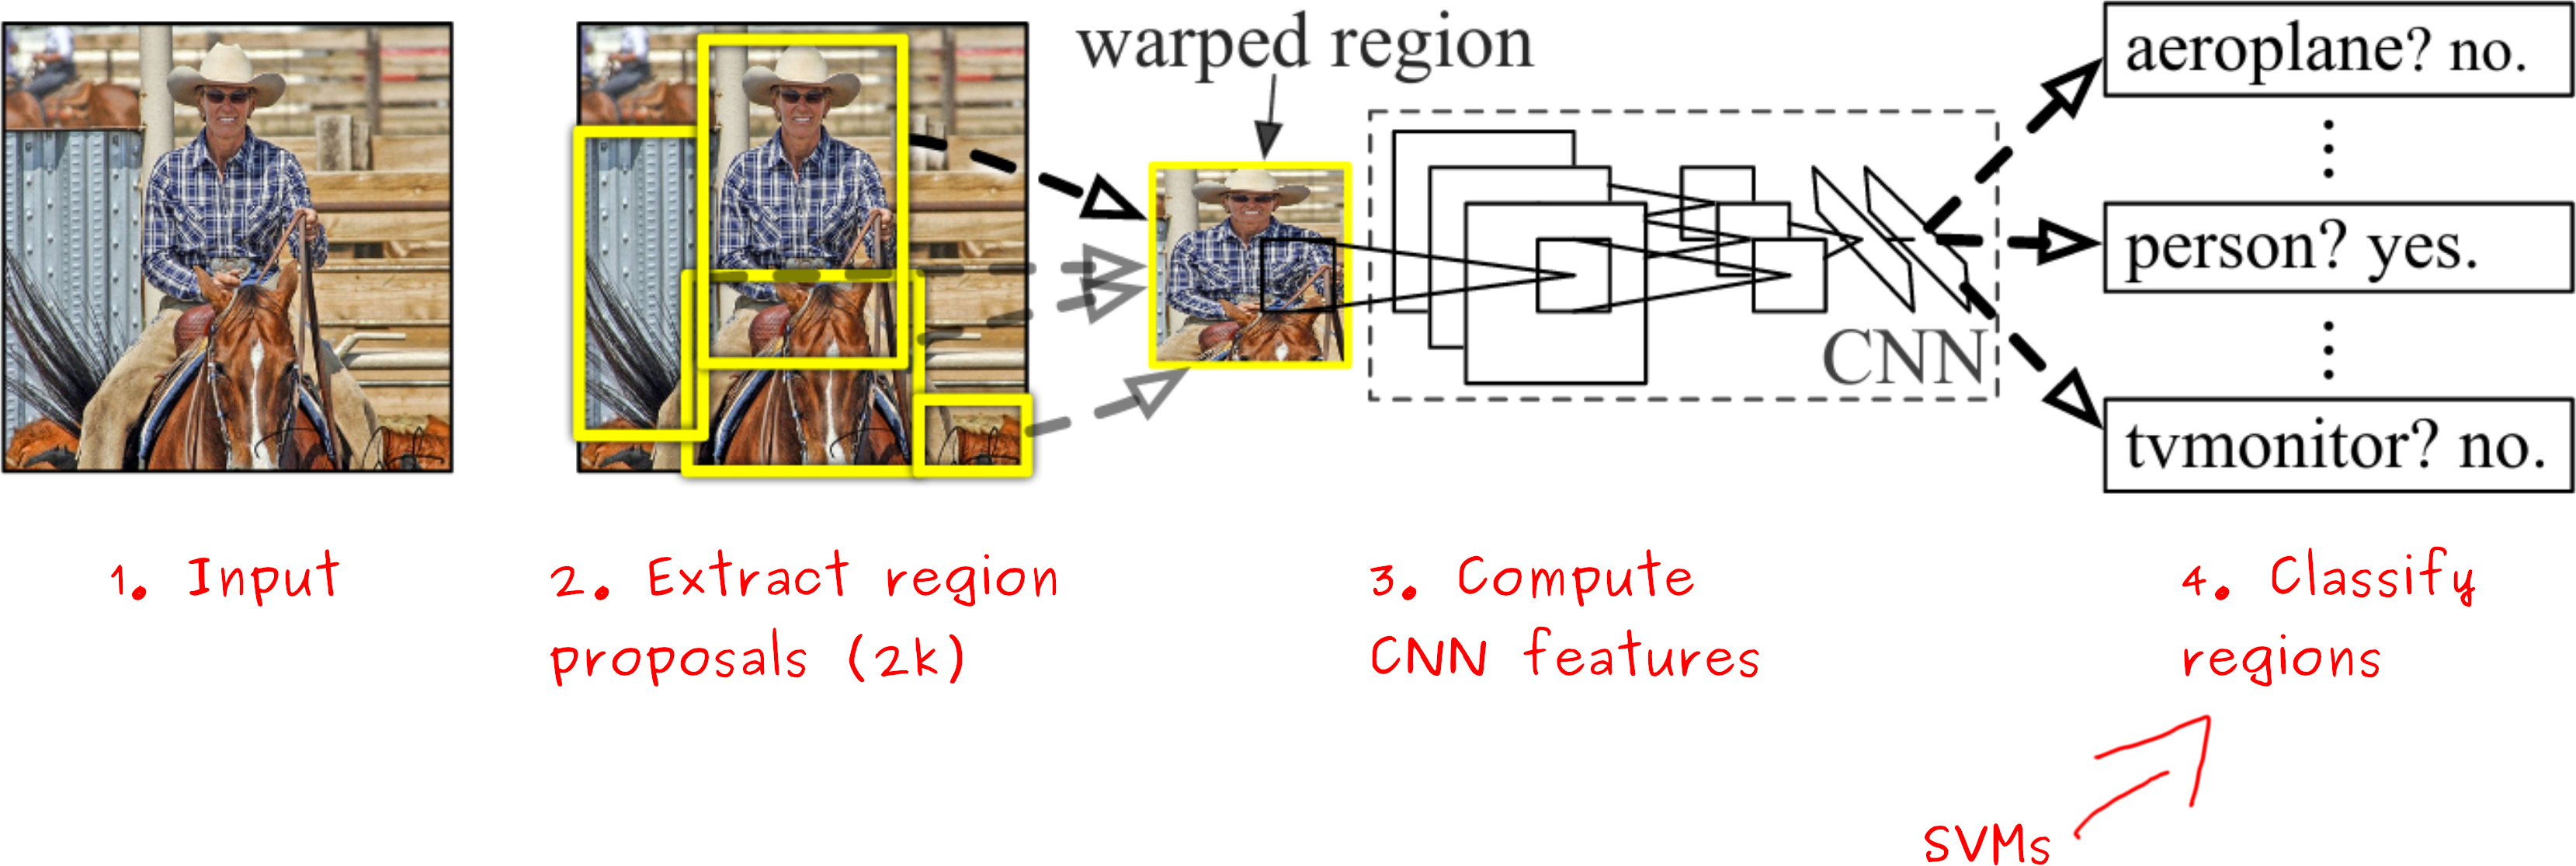 warped region
aeroplane? no.
person? yes.
CNN
tvmonitor? no.
1. Input
2. Extract region
proposals (2k)
3. Compute
CNN features
4. Classify
regions
SVMs